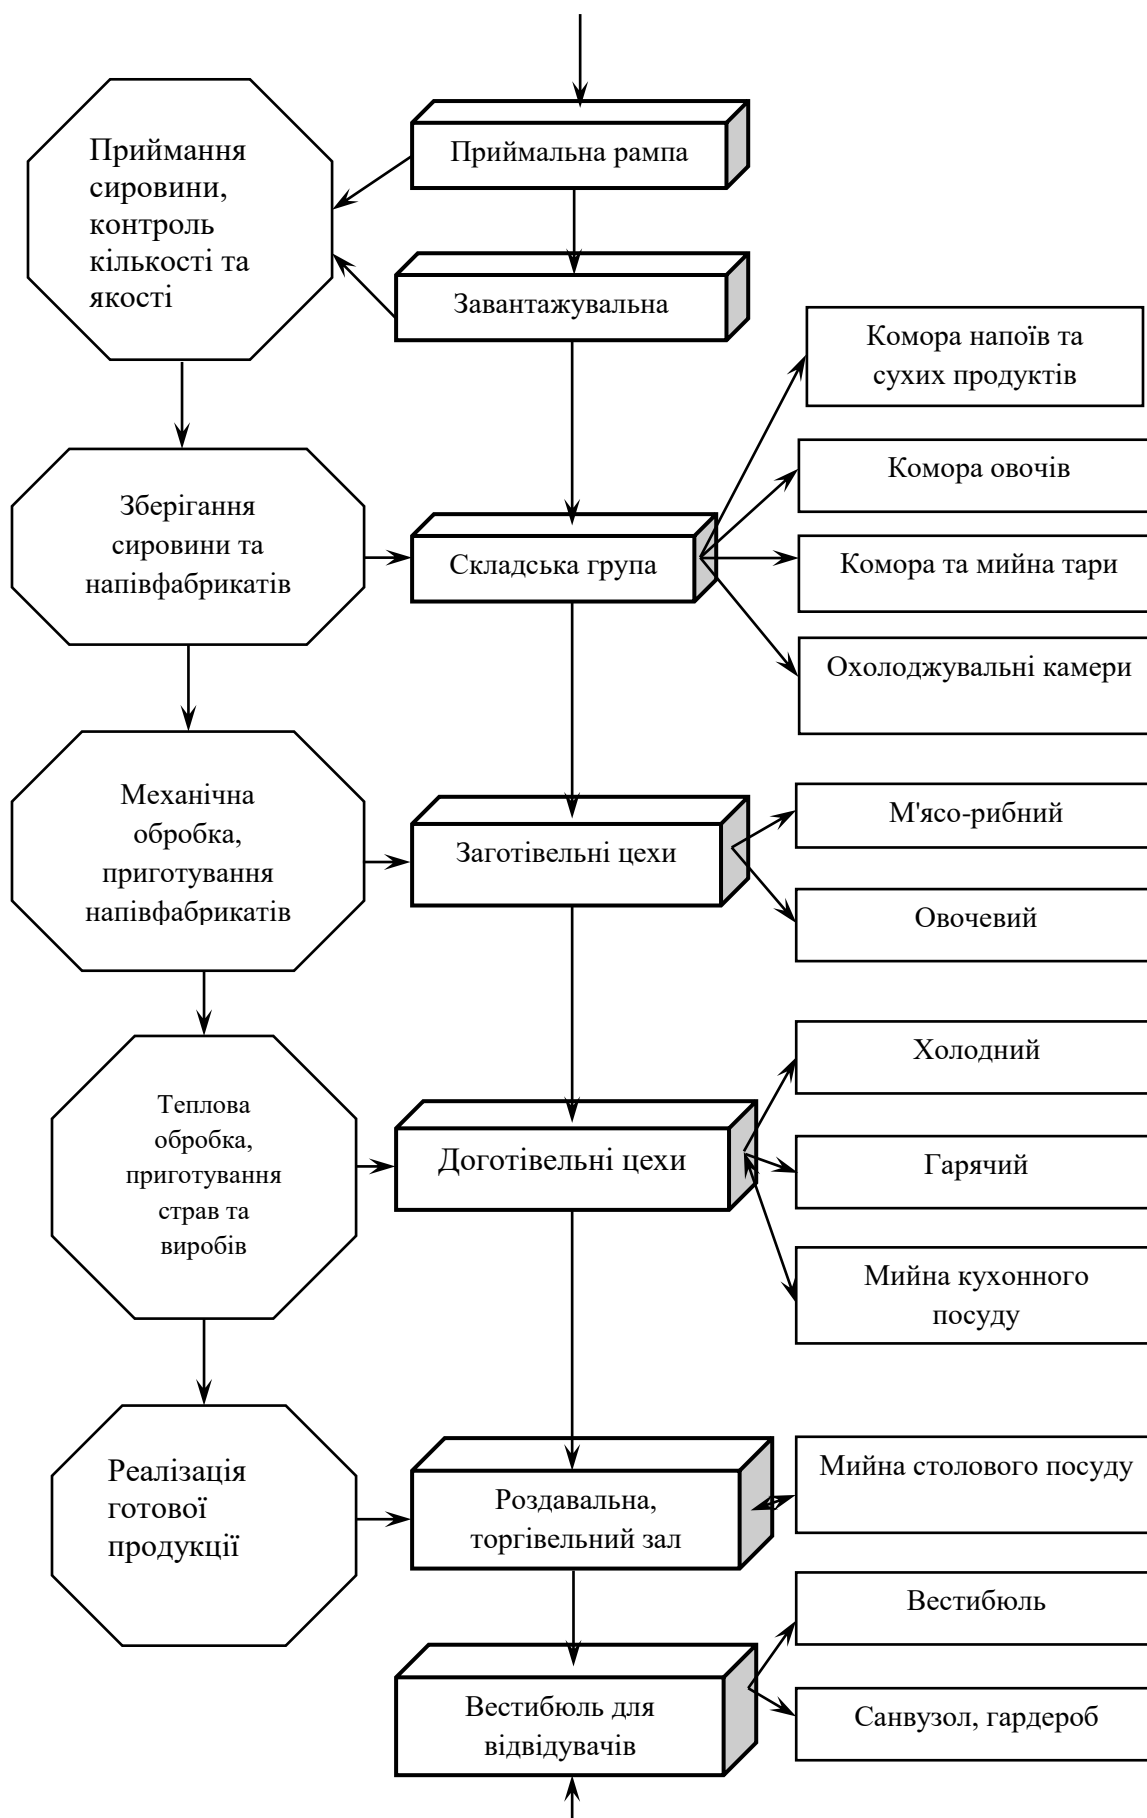 Приймальна рампа
Приймання
сировини,
контроль
кількості та
якості
Завантажувальна
Комора напоїв та
сухих продуктів
Комора овочів
Зберігання
сировини та
напівфабрикатів
Складська група
Комора та мийна тари
Охолоджувальні камери
Механічна
обробка,
приготування
напівфабрикатів
Заготівельні цехи
М'ясо-рибний
Овочевий
Холодний
Теплова
обробка,
приготування
страв та
виробів
Доготівельні цехи
Гарячий
Мийна кухонного
посуду
Реалізація
готової
продукції
Роздавальна,
торгівельний зал
Мийна столового посуду
Вестибюль
Вестибюль для
відвідувачів
Санвузол, гардероб